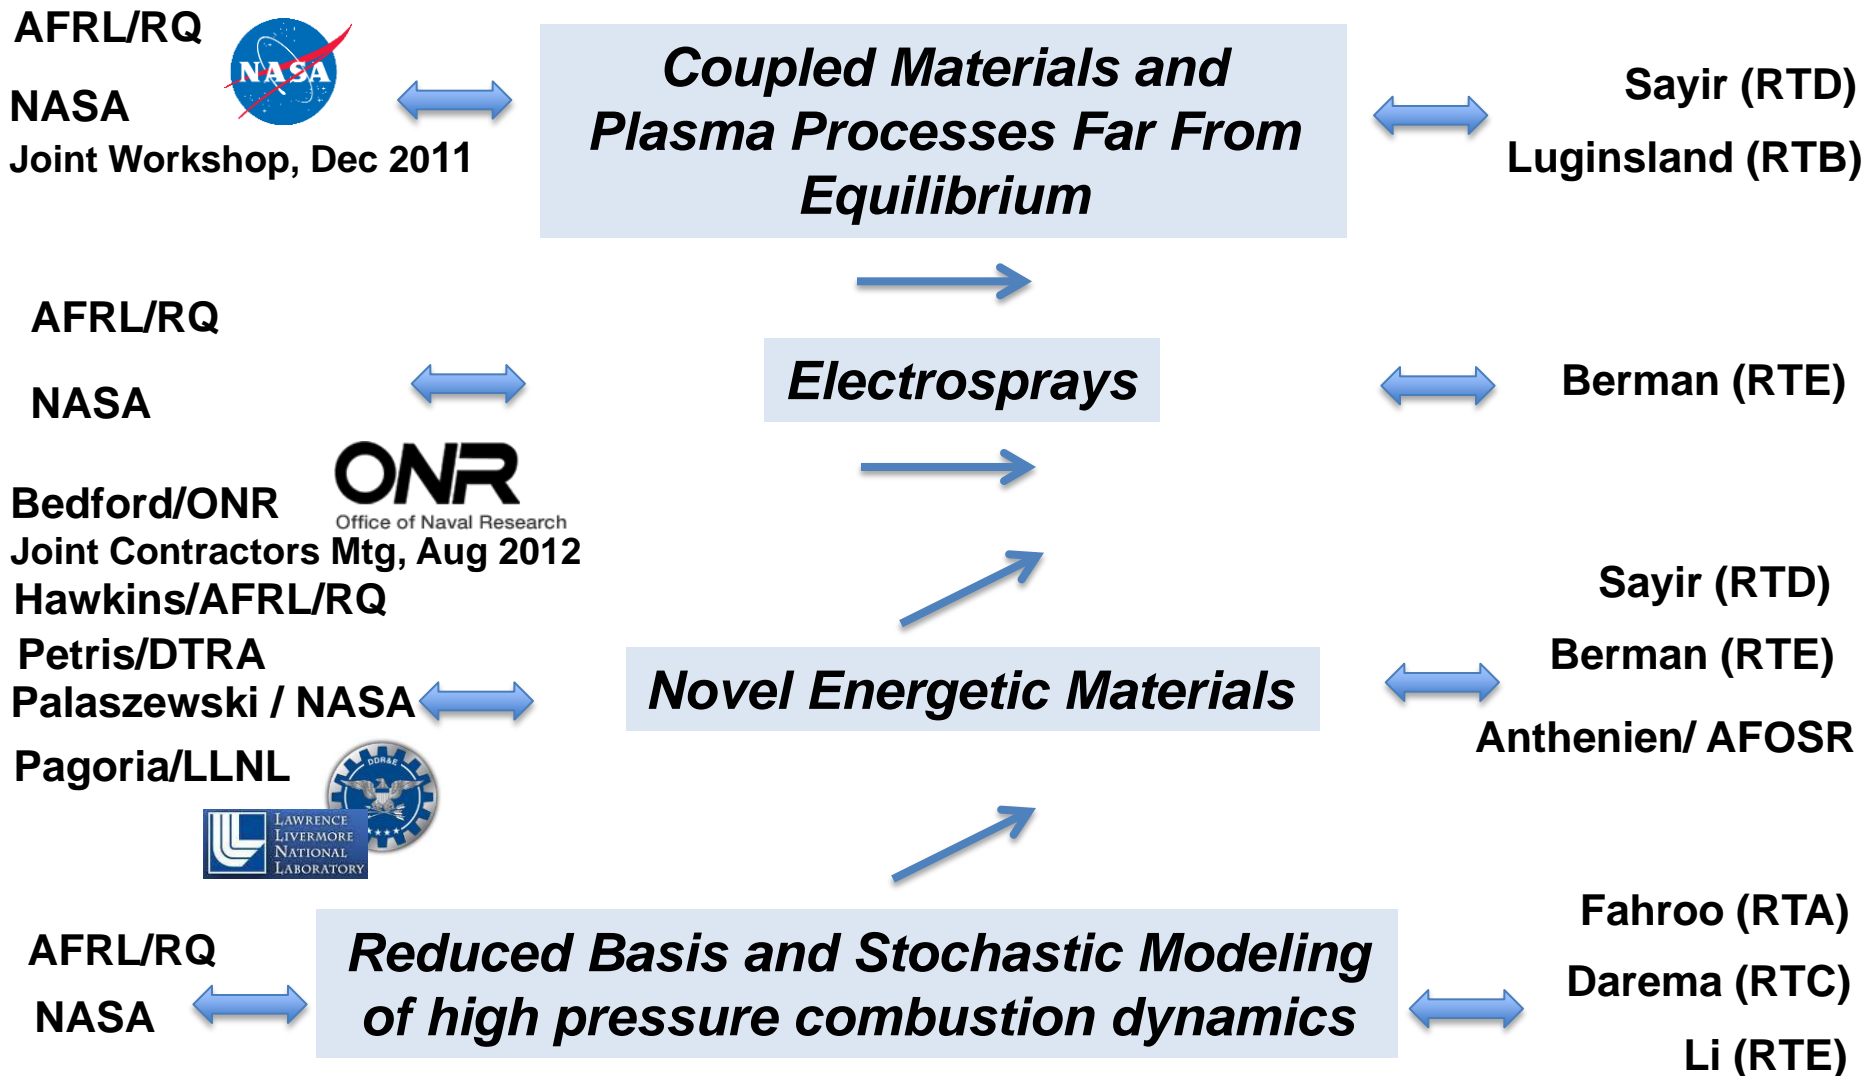 AFRL/RQ
NASA
NASA
Joint Workshop, Dec 2011
Coupled Materials and
Plasma Processes Far From
Equilibrium
Sayir (RTD)
Luginsland (RTB)
AFRL/RQ
NASA
Electrosprays
Berman (RTE)
ONR
Office of Naval Research
Bedford/ONR
Joint Contractors Mtg, Aug 2012
Hawkins/AFRL/RQ
Petris/DTRA
Palaszewski / NASA
Pagoria/LLNL
DDR&E
LAWRENCE
LIVERMORE
NATIONAL
LABORATORY
Novel Energetic Materials
Sayir (RTD)
Berman (RTE)
Anthenien/ AFOSR
AFRL/RQ
NASA
Reduced Basis and Stochastic Modeling
of high pressure combustion dynamics
Fahroo (RTA)
Darema (RTC)
Li (RTE)